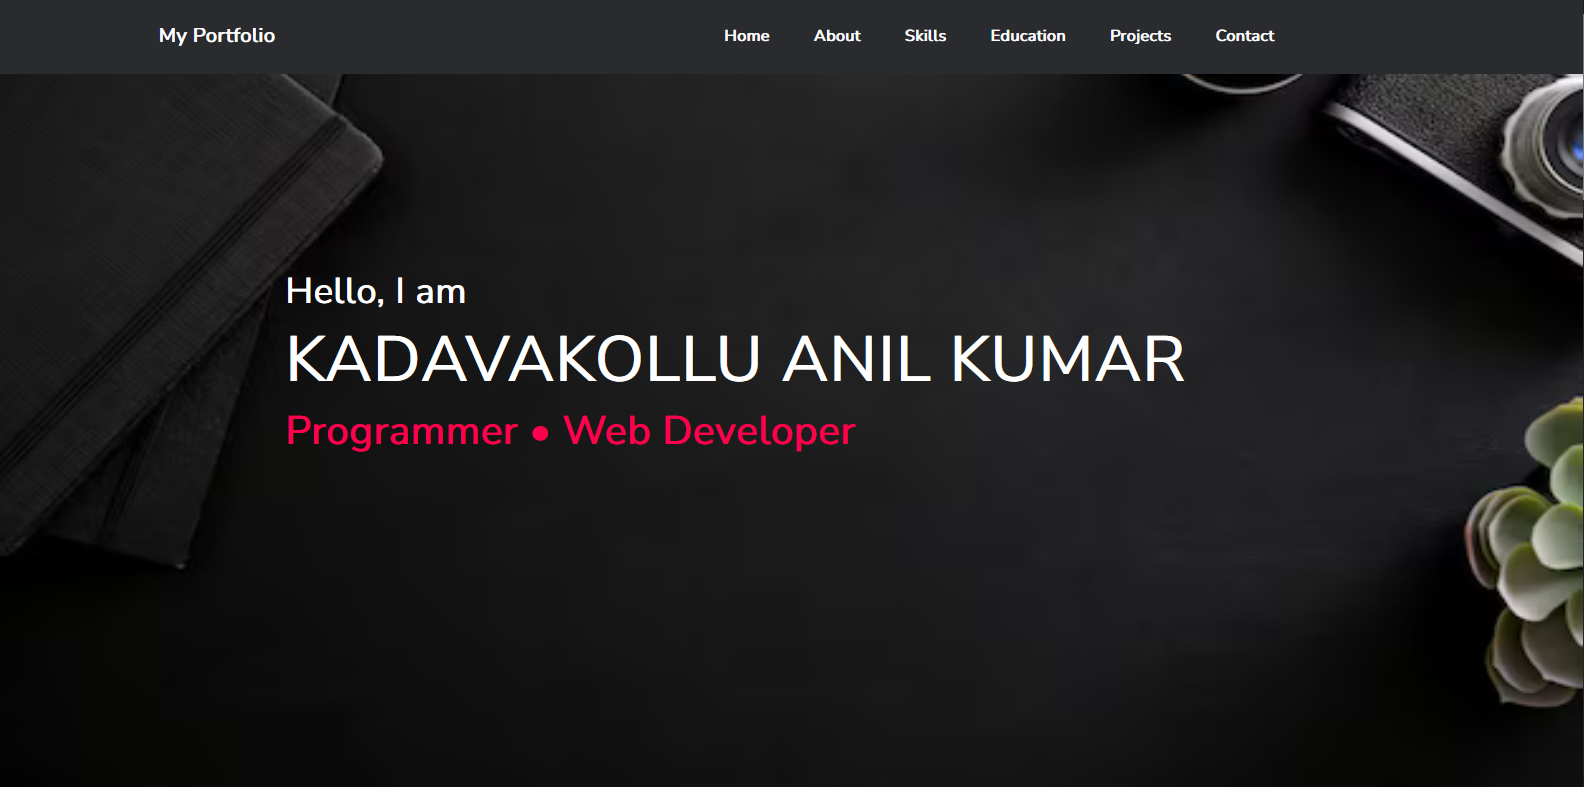 My Portfolio Home About Skills Education Projects Contact
Hello, I am
KADAVAKOLLU ANIL KUMAR
Programmer ● Web Developer